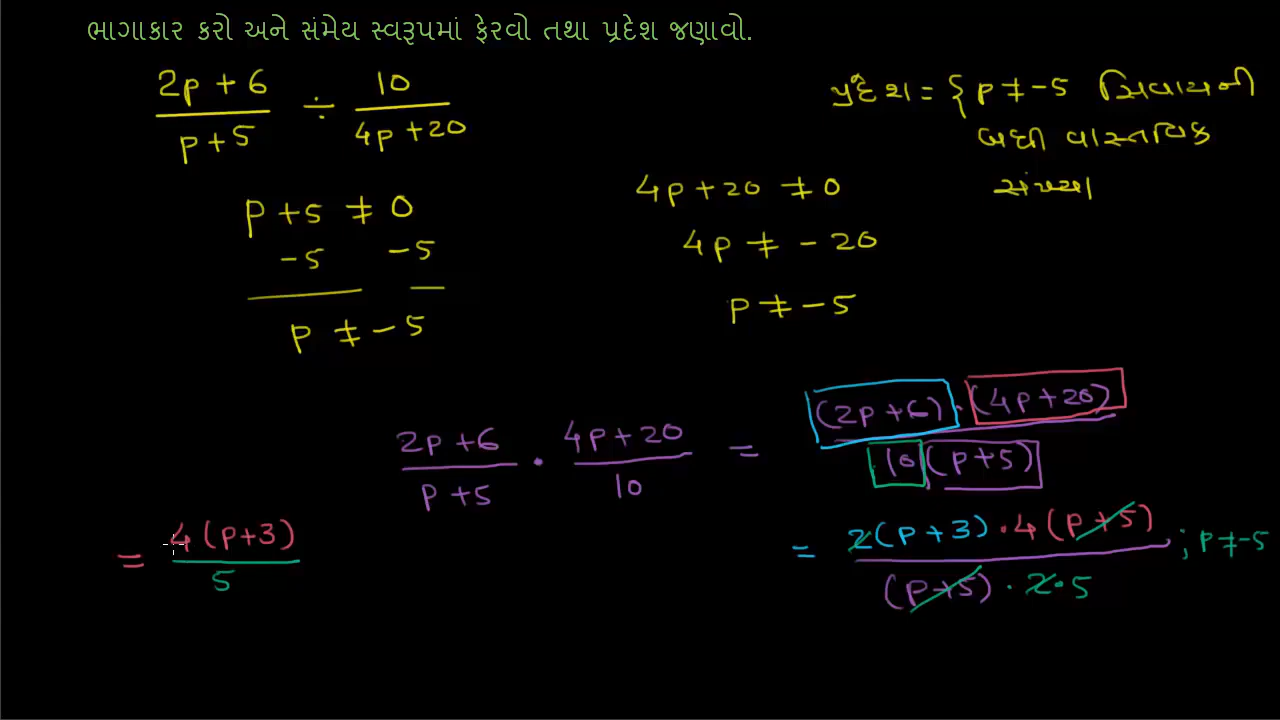 ભાગાકાર કરો અને સંમેય સ્વરૂપમાં ફેરવો તથા પ્રદેશ જણાવો.
(2p + 6)/(p + 5) ÷ 10/(4p + 20)
પ્રદેશ = { p ≠ -5 સિવાયની
બધી વાસ્તવિક
સંખ્યા
p + 5 ≠ 0
-5 -5
p ≠ -5
4p + 20 ≠ 0
4p ≠ -20
p ≠ -5
(2p + 6)/(p + 5) · (4p + 20)/10 = (2p + 6) · (4p + 20)/10 (p + 5)
= 2(p + 3) · 4(p + 5)/(p + 5) · 2 · 5 ; p ≠ -5
= 4(p + 3)/5